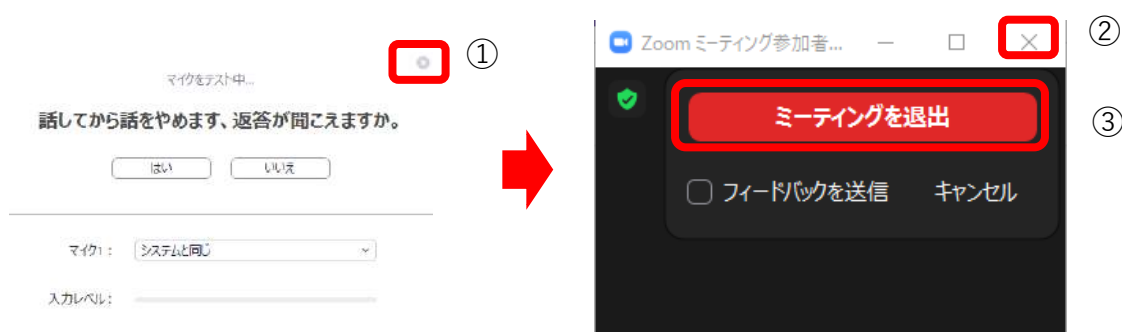 ①
マイクをテスト中...
話してから話をやめます、返答が聞こえますか。
はい
いいえ
マイク1：
システムと同じ
入力レベル：
Zoom ミーティング参加者...
②
ミーティングを退出
③
フィードバックを送信
キャンセル